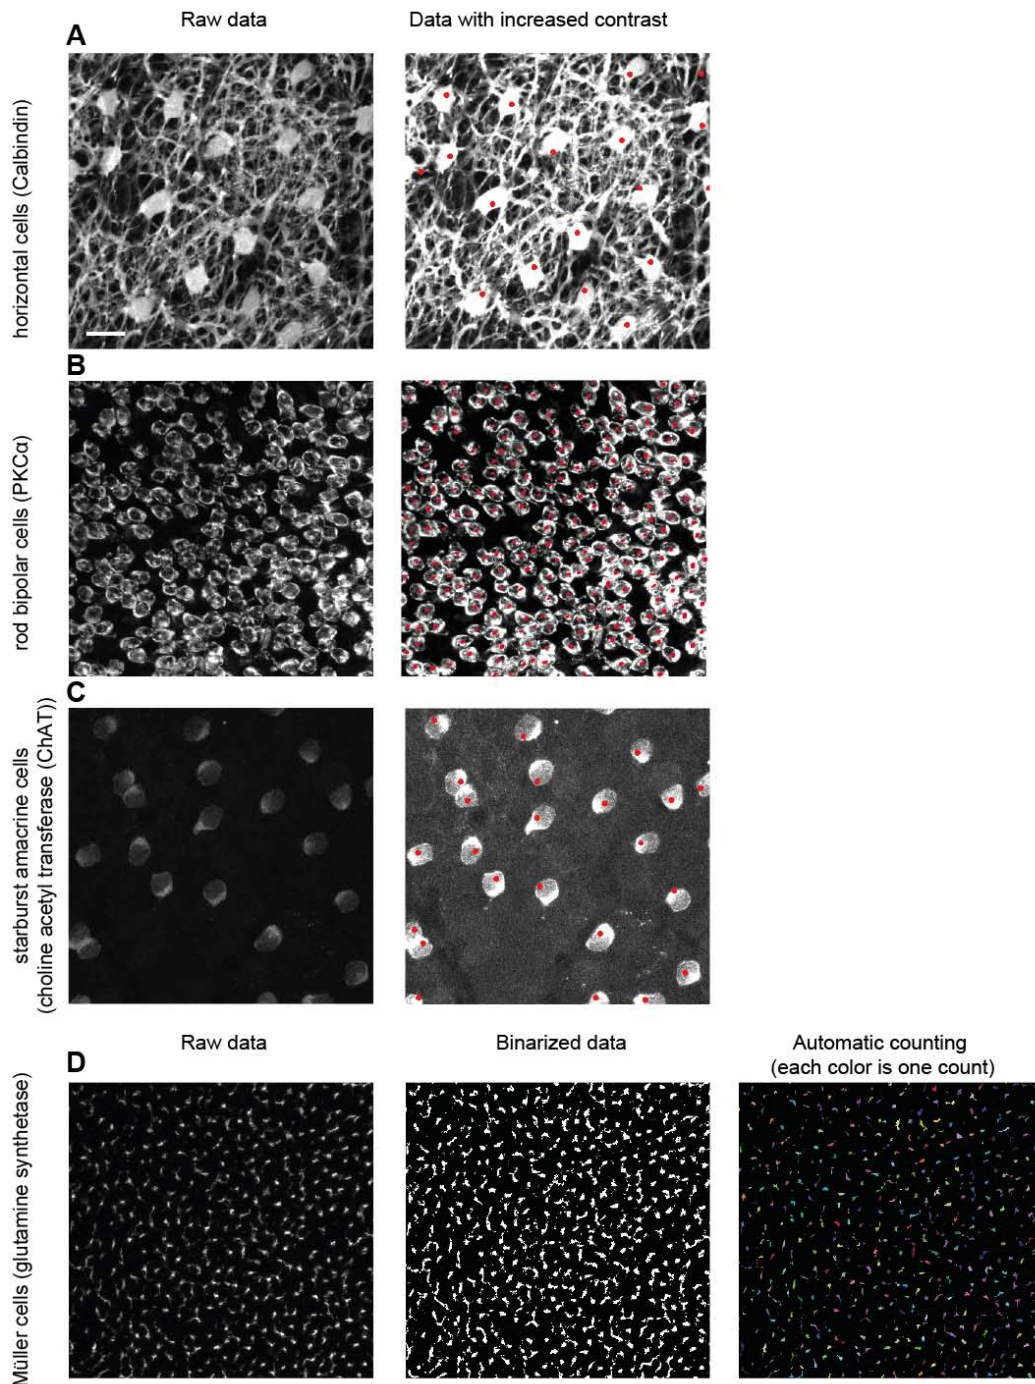 Raw data
Data with increased contrast
A
horizontal cells (Calbindin)
B
rod bipolar cells (PKCα)
C
starburst amacrine cells
(choline acetyl transferase (ChAT))
Raw data
Binarized data
Automatic counting
(each color is one count)
D
Müller cells (glutamine synthetase)